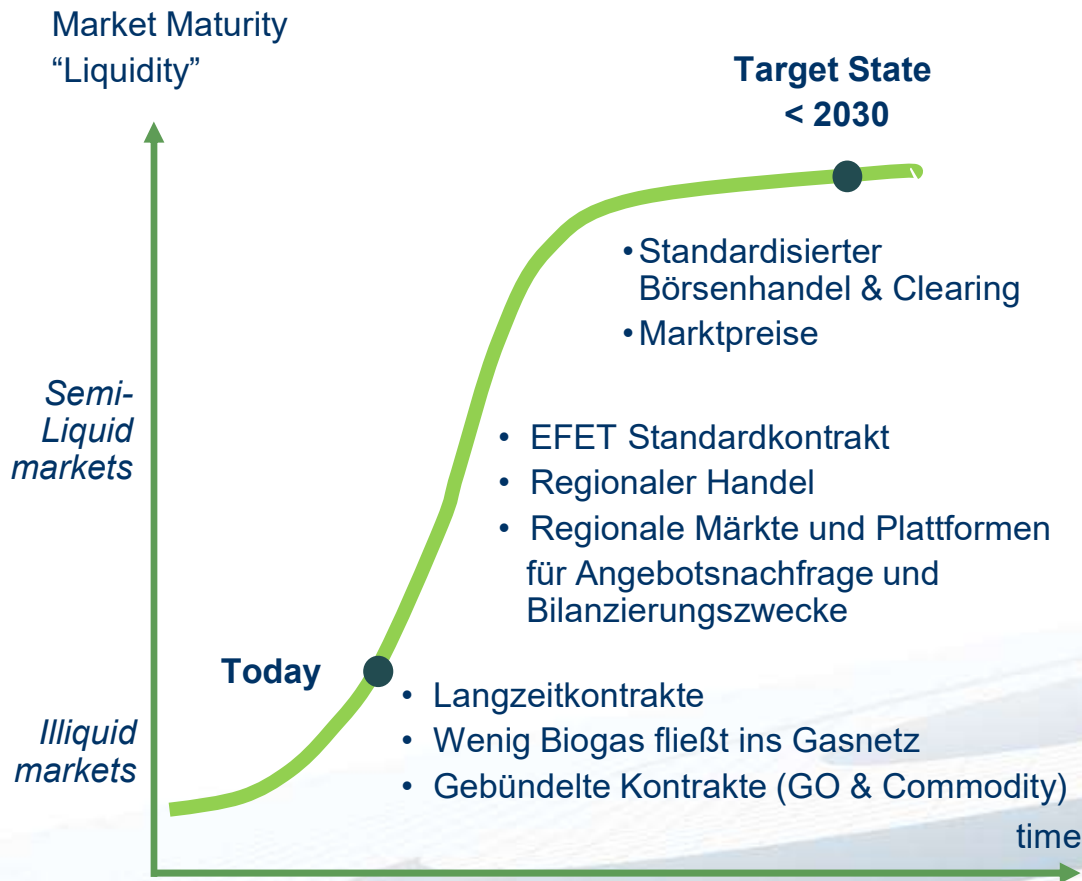 Market Maturity
“Liquidity”
Target State
< 2030
• Standardisierter
Börsenhandel & Clearing
• Marktpreise
Semi-
Liquid
markets
• EFET Standardkontrakt
• Regionaler Handel
• Regionale Märkte und Plattformen
für Angebotsnachfrage und
Bilanzierungszwecke
Today
• Langzeitkontrakte
• Wenig Biogas fließt ins Gasnetz
• Gebündelte Kontrakte (GO & Commodity)
Illiquid
markets
time